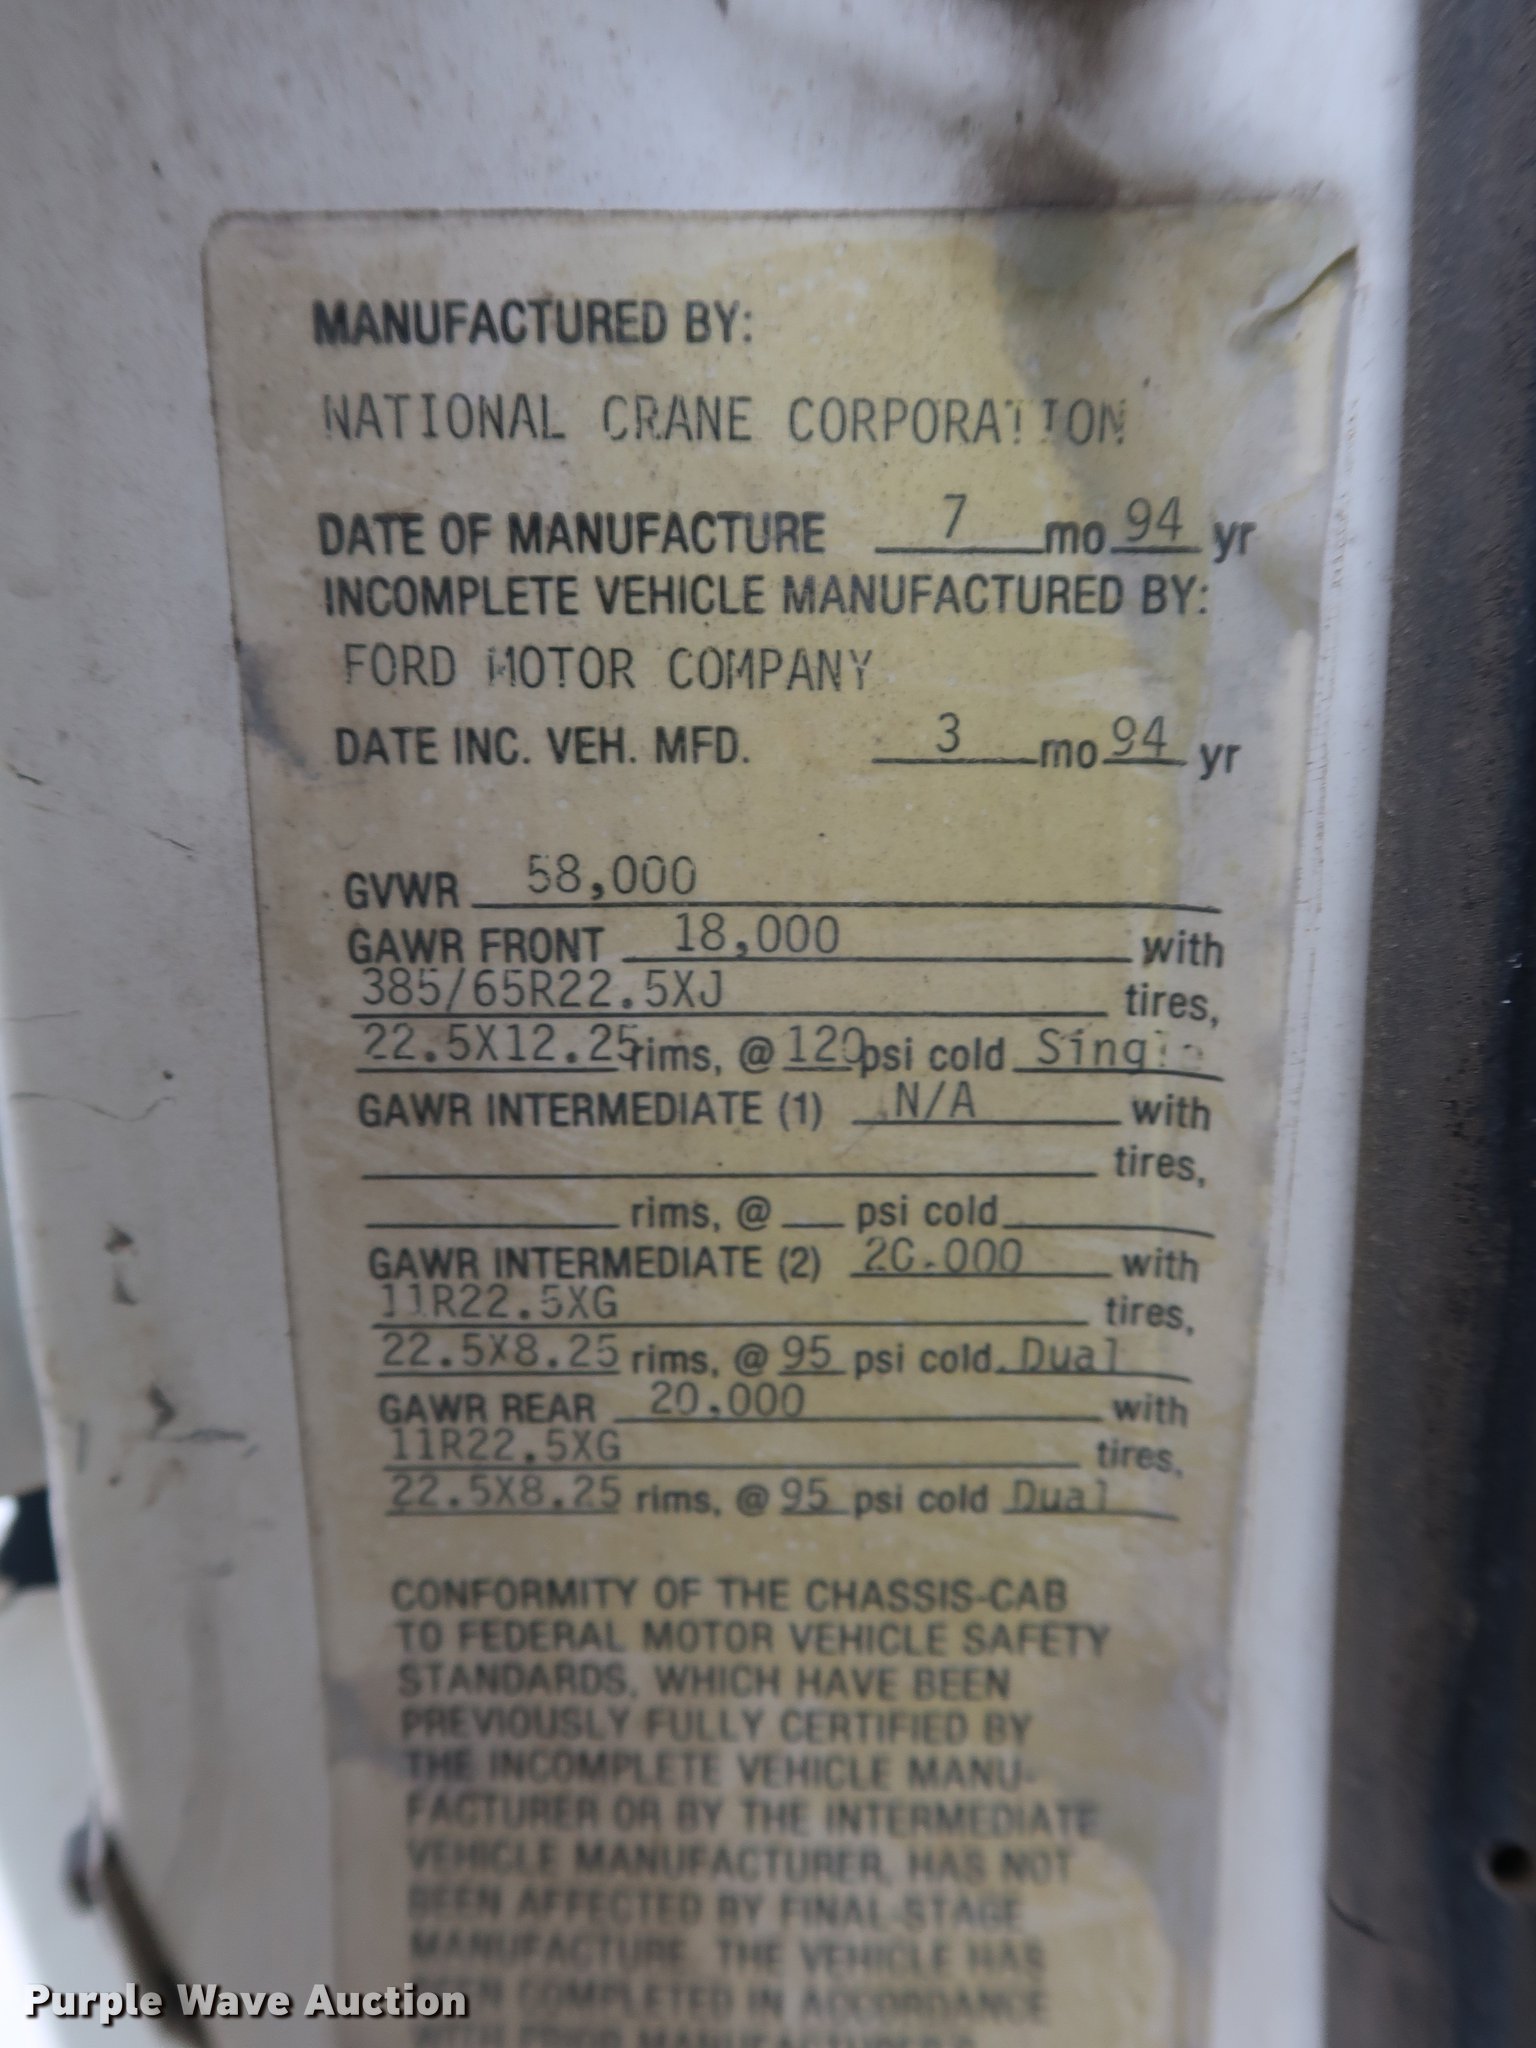 MANUFACTURED BY:
NATIONAL CRANE CORPORATION
DATE OF MANUFACTURE 7 mo 94 yr
INCOMPLETE VEHICLE MANUFACTURED BY:
FORD MOTOR COMPANY
DATE INC. VEH. MFD. 3 mo 94 yr
GVWR 58,000
GAWR FRONT 18,000 with
385/65R22.5XJ tires,
22.5X12.25 rims, @ 120 psi cold Single
GAWR INTERMEDIATE (1) N/A with
tires,
rims, @ psi cold
GAWR INTERMEDIATE (2) 20.000 with
11R22.5XG tires,
22.5X8.25 rims, @ 95 psi cold Dual
GAWR REAR 20,000 with
11R22.5XG tires,
22.5X8.25 rims, @ 95 psi cold Dual
CONFORMITY OF THE CHASSIS-CAB
TO FEDERAL MOTOR VEHICLE SAFETY
STANDARDS, WHICH HAVE BEEN
PREVIOUSLY FULLY CERTIFIED BY
THE INCOMPLETE VEHICLE MANU-
FACTURER OR BY THE INTERMEDIATE
VEHICLE MANUFACTURER, HAS NOT
BEEN AFFECTED BY FINAL-STAGE
MANUFACTURE. THE VEHICLE HAS
BEEN COMPLETED IN ACCORDANCE
Purple Wave Auction